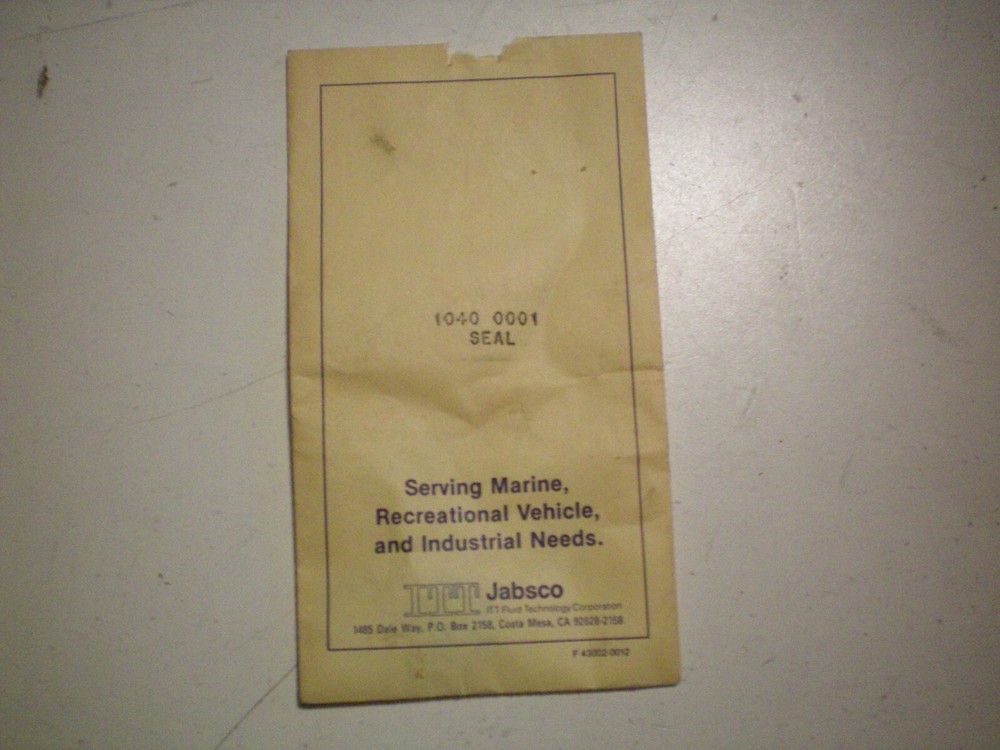 1040 0001
SEAL
Serving Marine,
Recreational Vehicle,
and Industrial Needs.
ITT Jabsco
ITT Fluid Technology Corporation
1485 Dale Way, P.O. Box 2158, Costa Mesa, CA 92628-2158
F 43002-0012